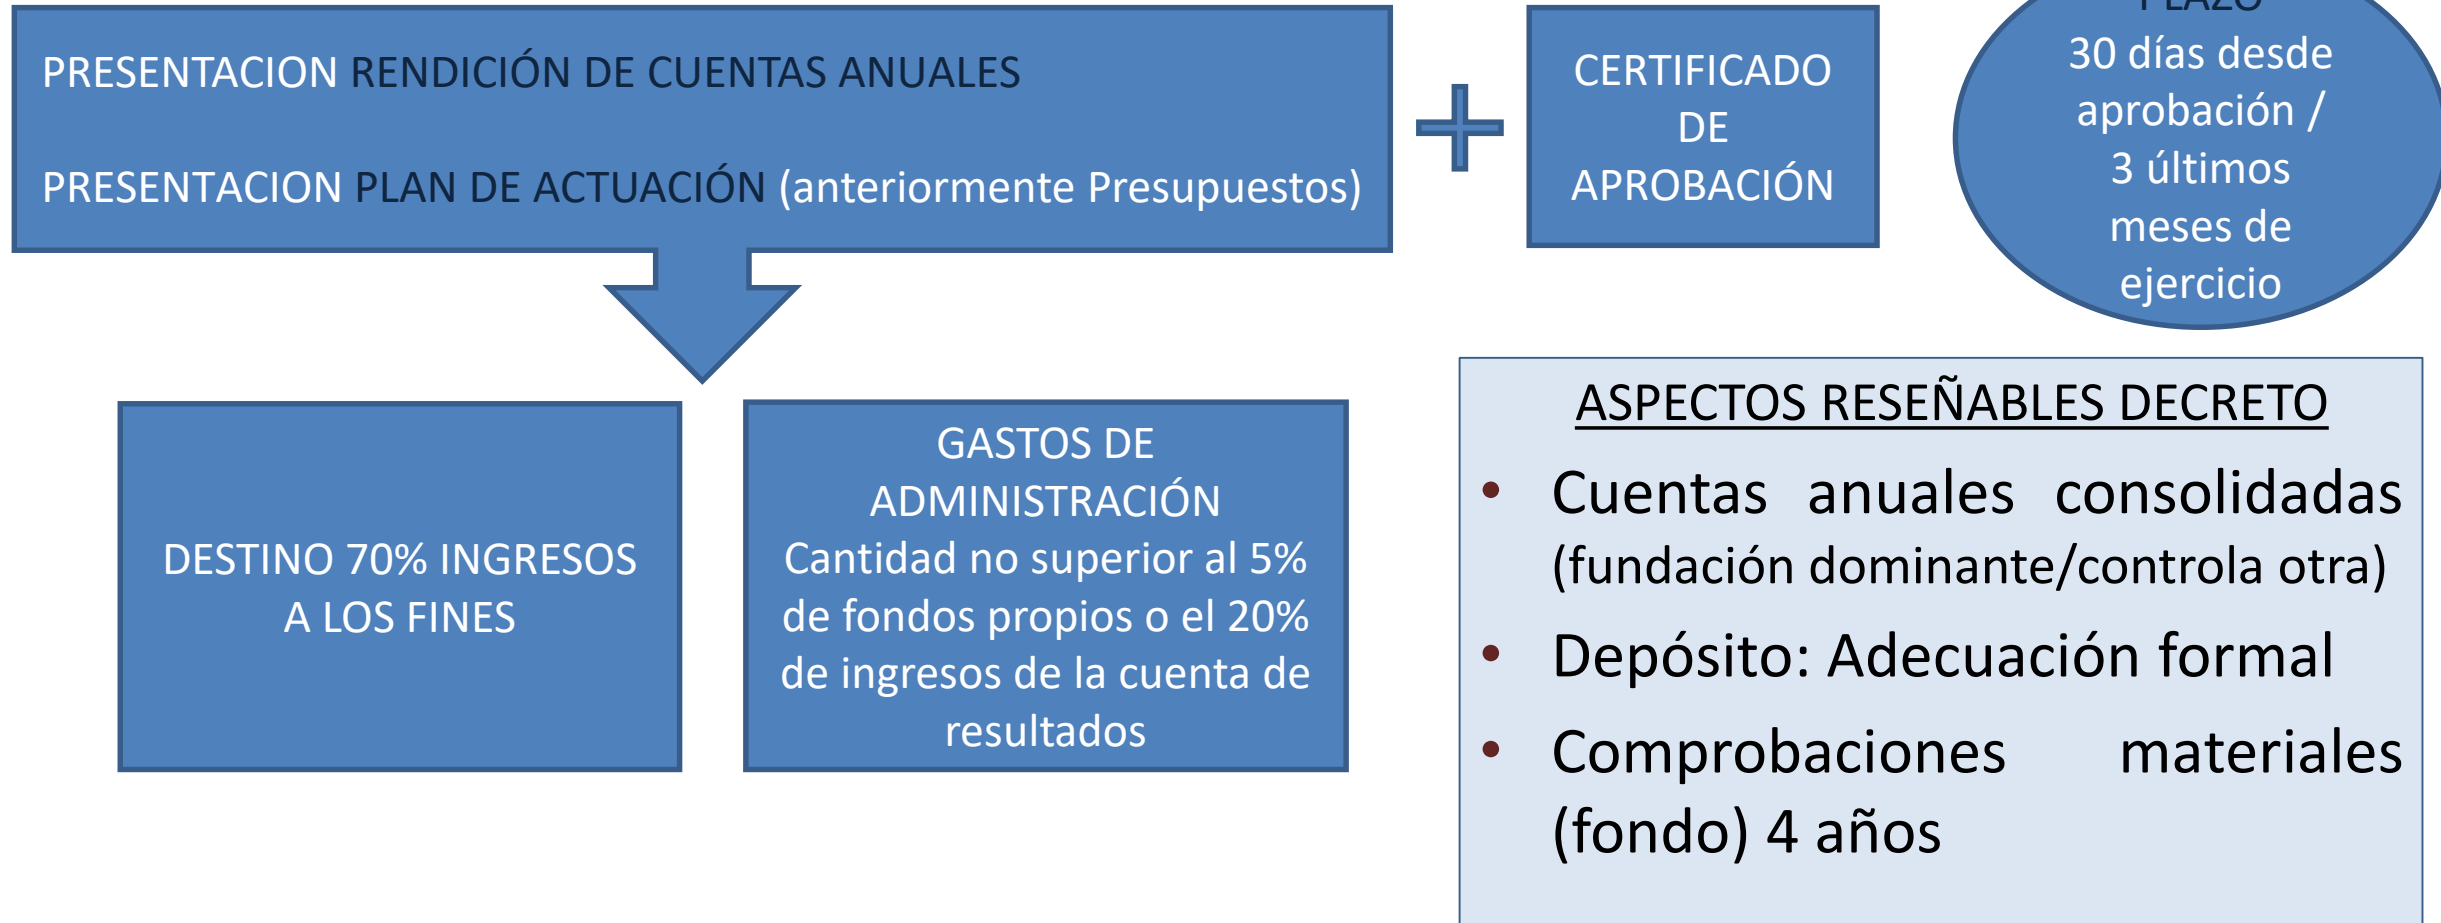 PRESENTACION RENDICIÓN DE CUENTAS ANUALES
PRESENTACION PLAN DE ACTUACIÓN (anteriormente Presupuestos)
CERTIFICADO
DE
APROBACIÓN
PLAZO
30 días desde
aprobación /
3 últimos
meses de
ejercicio
DESTINO 70% INGRESOS
A LOS FINES
GASTOS DE
ADMINISTRACIÓN
Cantidad no superior al 5%
de fondos propios o el 20%
de ingresos de la cuenta de
resultados
ASPECTOS RESEÑABLES DECRETO
• Cuentas anuales consolidadas
(fundación dominante/controla otra)
• Depósito: Adecuación formal
• Comprobaciones materiales
(fondo) 4 años